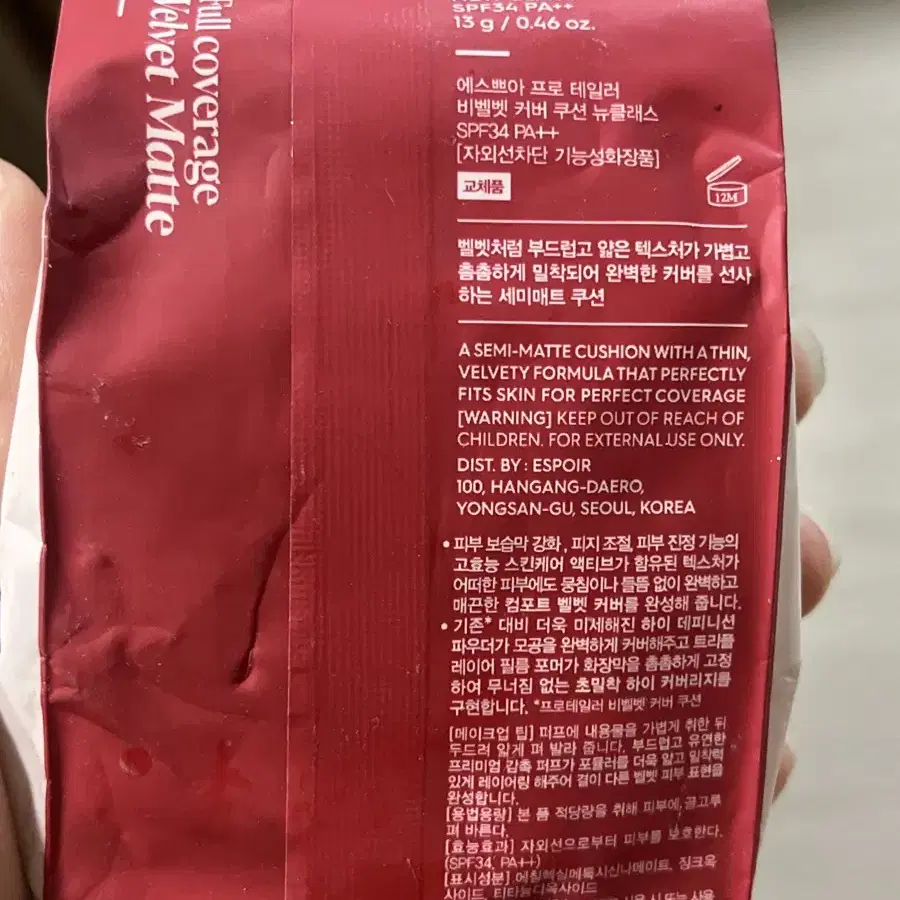 Full coverage
Velvet Matte
SPF34 PA++
13 g / 0.46 oz.
에스쁘아 프로 테일러
비벨벳 커버 쿠션 뉴클래스
SPF34 PA++
[자외선차단 기능성화장품]
교체품
12M
벨벳처럼 부드럽고 얇은 텍스처가 가볍고
촘촘하게 밀착되어 완벽한 커버를 선사
하는 세미매트 쿠션
A SEMI-MATTE CUSHION WITH A THIN,
VELVETY FORMULA THAT PERFECTLY
FITS SKIN FOR PERFECT COVERAGE
[WARNING] KEEP OUT OF REACH OF
CHILDREN. FOR EXTERNAL USE ONLY.
DIST. BY : ESPOIR
100, HANGANG-DAERO,
YONGSAN-GU, SEOUL, KOREA
• 피부 보습막 강화, 피지 조절, 피부 진정 기능의
고효능 스킨케어 액티브가 함유된 텍스처가
어떠한 피부에도 뭉침이나 들뜸 없이 완벽하고
매끈한 컴포트 벨벳 커버를 완성해 줍니다.
• 기존* 대비 더욱 미세해진 하이 데피니션
파우더가 모공을 완벽하게 커버해주고 트리플
레이어 필름 포머가 화장막을 촘촘하게 고정
하여 무너짐 없는 초밀착 하이 커버리지를
구현합니다. *프로테일러 비벨벳 커버 쿠션
[메이크업 팁] 퍼프에 내용물을 가볍게 취한 뒤
두드려 얇게 펴 발라 줍니다. 부드럽고 유연한
프리미엄 감촉 퍼프가 포뮬러를 더욱 얇고 밀착력
있게 레이어링 해주어 결이 다른 벨벳 피부 표현을
완성합니다.
[용법용량] 본 품 적당량을 취해 피부에 골고루
펴 바른다.
[효능효과] 자외선으로부터 피부를 보호한다.
(SPF34, PA++)
[표시성분] 에칠헥실메톡시신나메이트, 징크옥
사이드, 티타늄디옥사이드